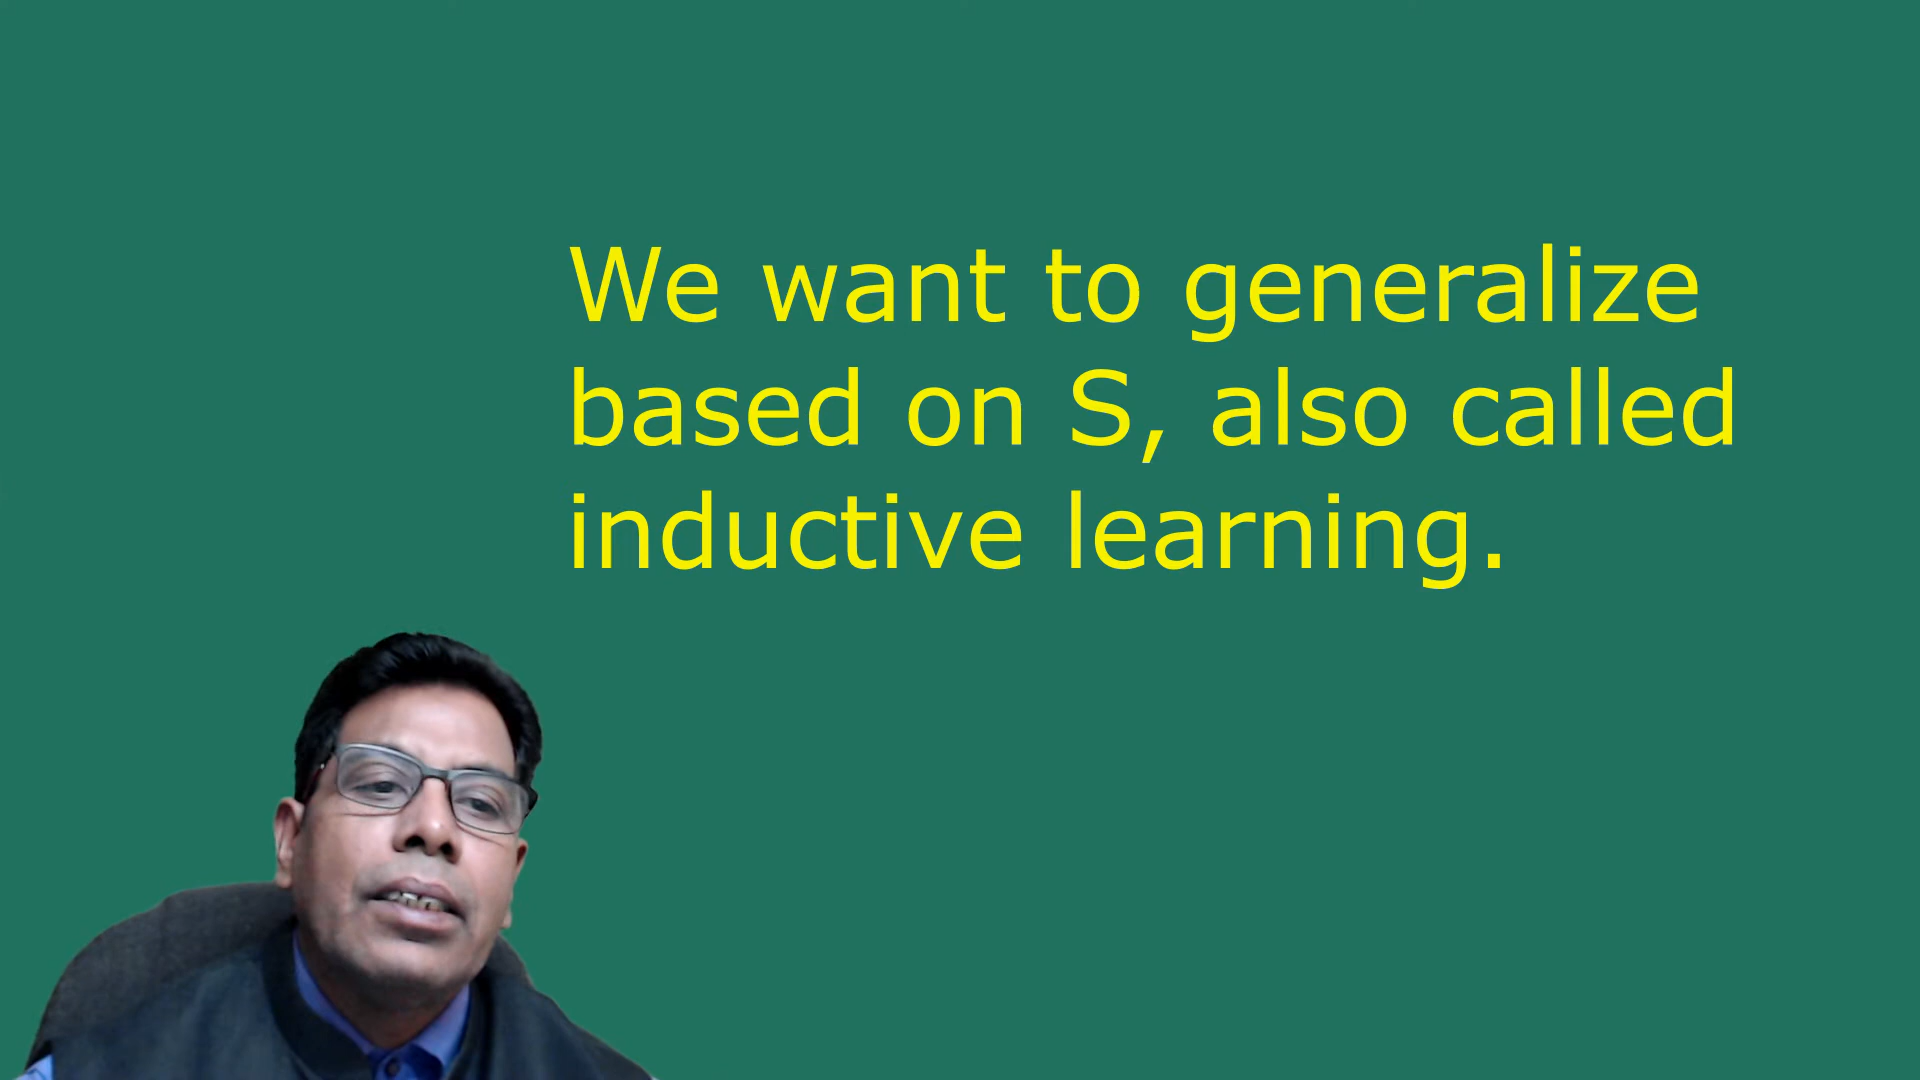 We want to generalize
based on S, also called
inductive learning.